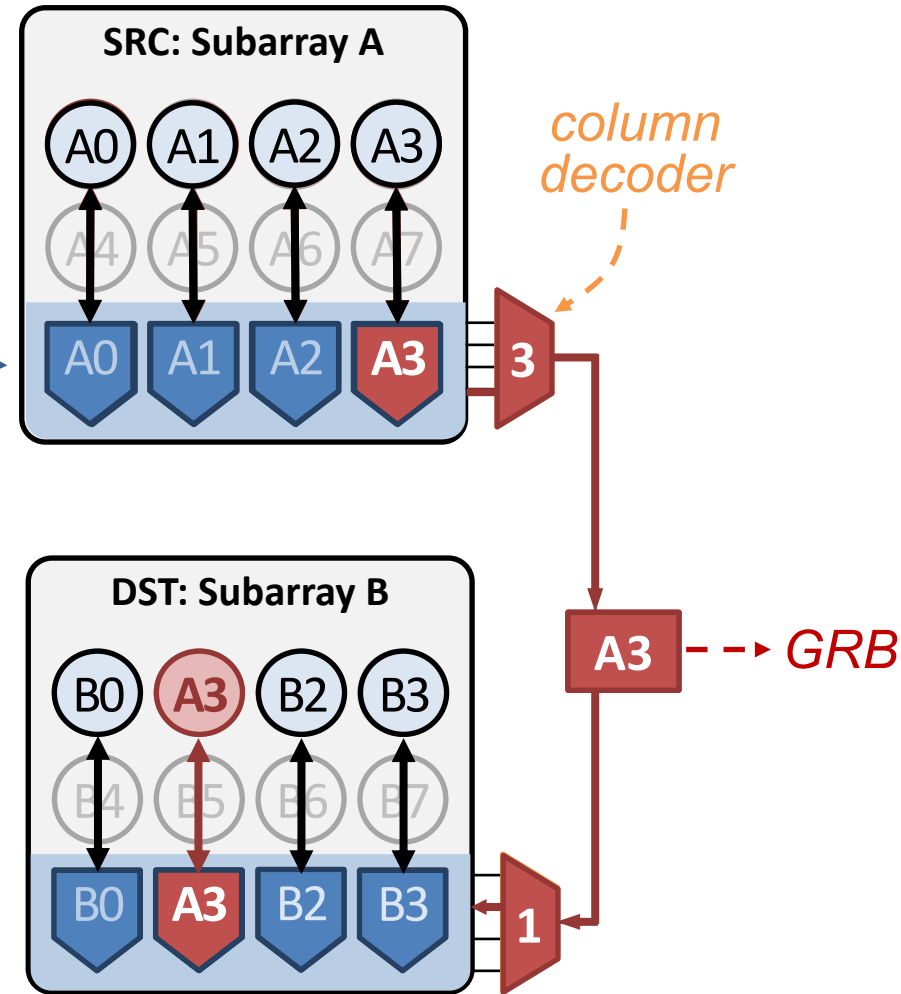 SRC: Subarray A
A0 A1 A2 A3
column
decoder
A4 A5 A6 A7
A0 A1 A2 A3
3
DST: Subarray B
A3
GRB
B0 A3 B2 B3
B4 B5 B6 B7
B0 A3 B2 B3
1